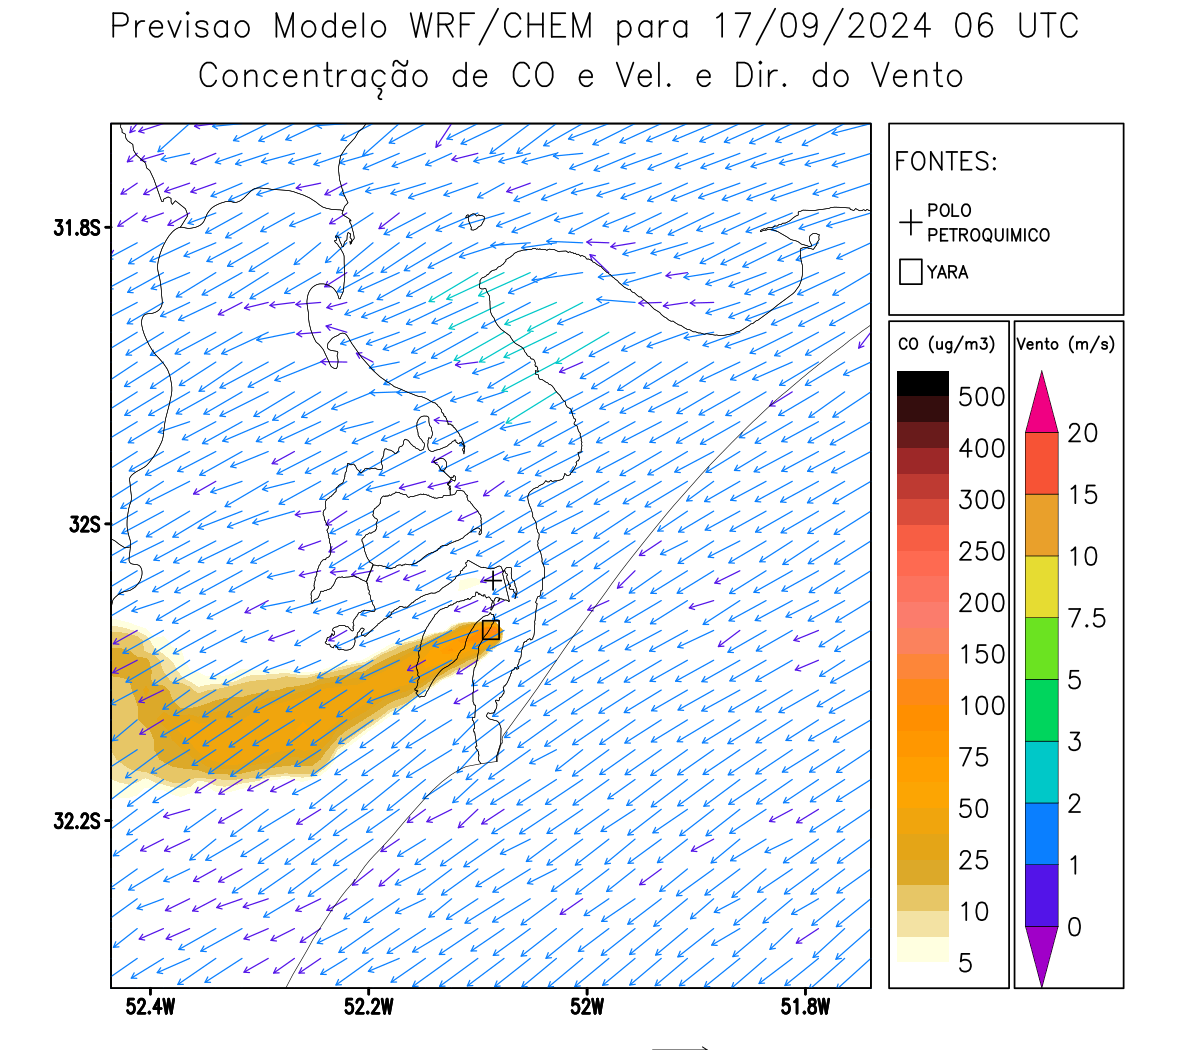 Previsao Modelo WRF/CHEM para 17/09/2024 06 UTC
Concentração de CO e Vel. e Dir. do Vento
FONTES:
POLO
PETROQUIMICO
YARA
CO (ug/m3)
500
400
300
250
200
150
100
75
50
25
10
5
Vento (m/s)
20
15
10
7.5
5
3
2
1
0
31.8S
32S
32.2S
52.4W 52.2W 52W 51.8W